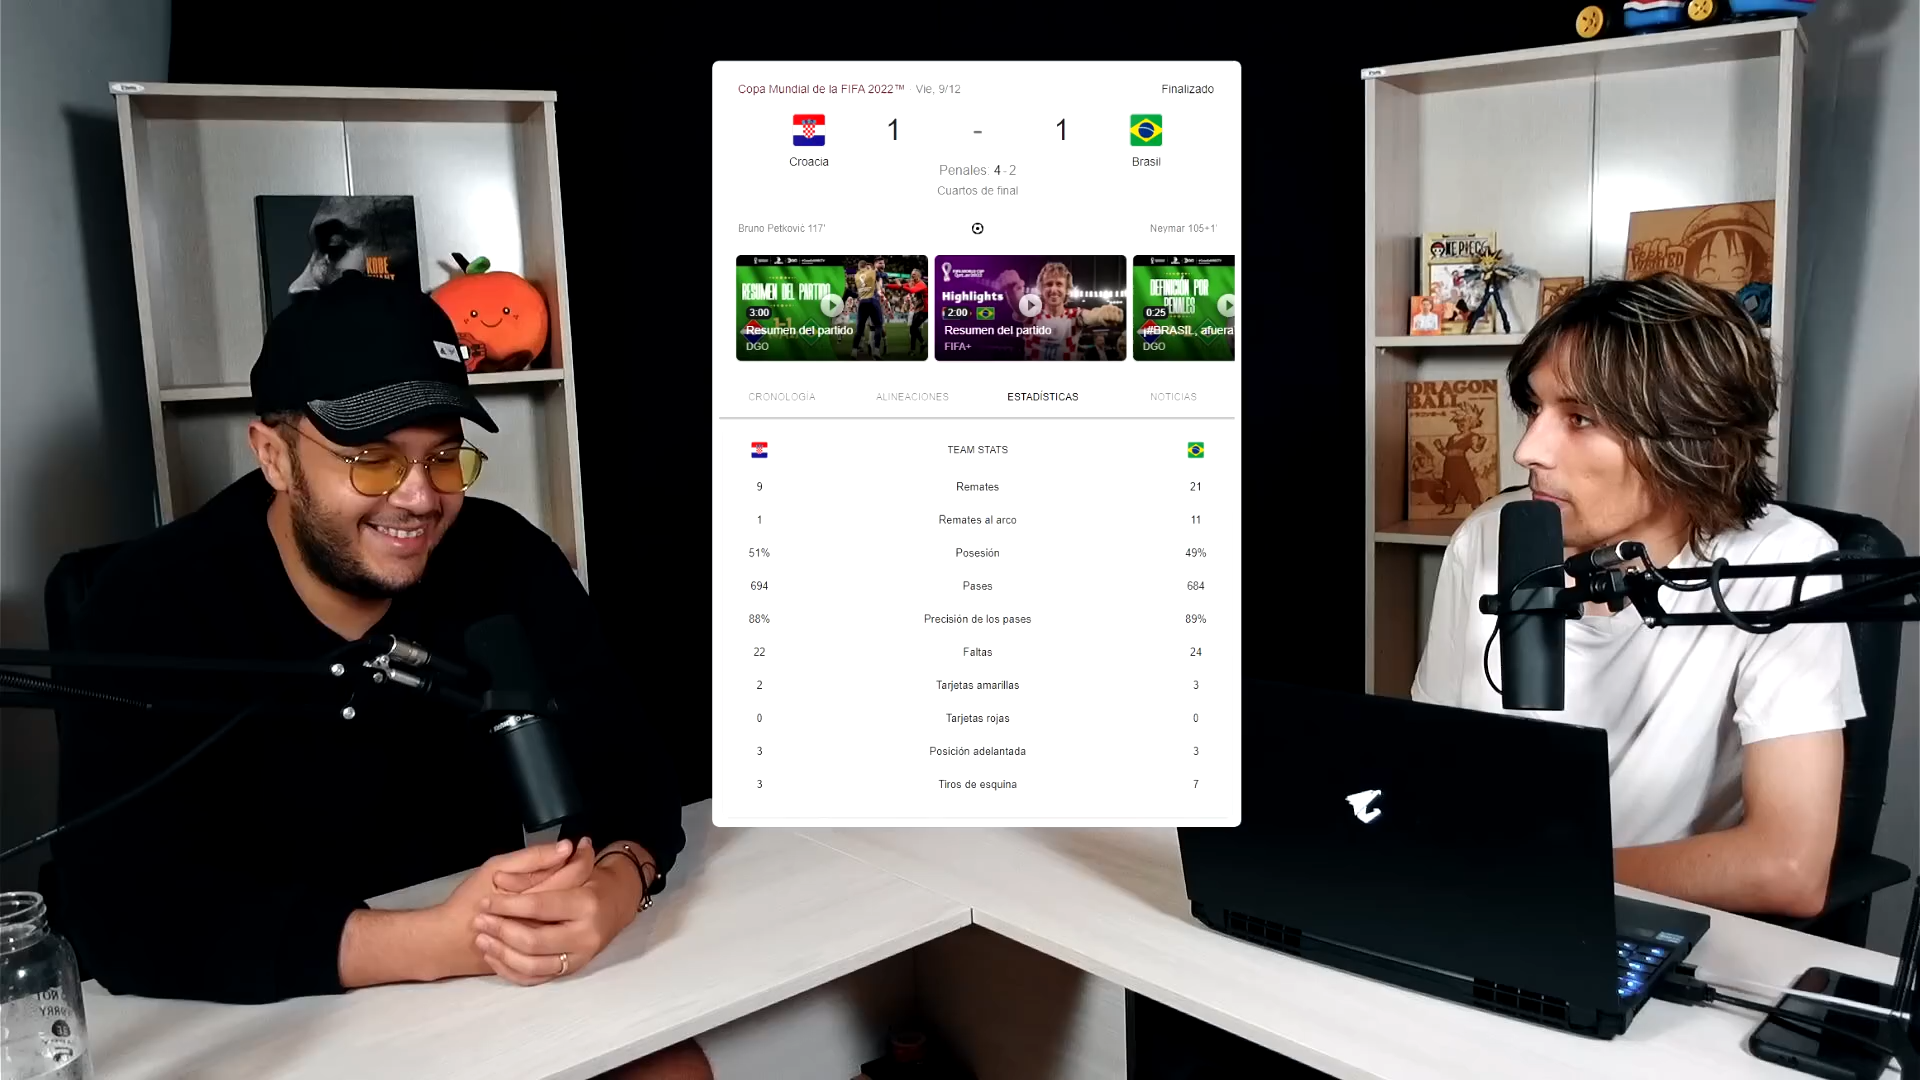 Copa Mundial de la FIFA 2022™ · Vie, 9/12 Finalizado
1 - 1
Croacia Brasil
Penales: 4 - 2
Cuartos de final
Bruno Petković 117' Neymar 105+1'
RESUMEN DEL PARTIDO
3:00
Resumen del partido
DGO
Highlights
2:00
Resumen del partido
FIFA+
DEFINICIÓN POR
PENALES
0:25
¡#BRASIL, afuera
DGO
CRONOLOGÍA ALINEACIONES ESTADÍSTICAS NOTICIAS
TEAM STATS
9 Remates 21
1 Remates al arco 11
51% Posesión 49%
694 Pases 684
88% Precisión de los pases 89%
22 Faltas 24
2 Tarjetas amarillas 3
0 Tarjetas rojas 0
3 Posición adelantada 3
3 Tiros de esquina 7
KOBE
ONE PIECE
DRAGON
BALL